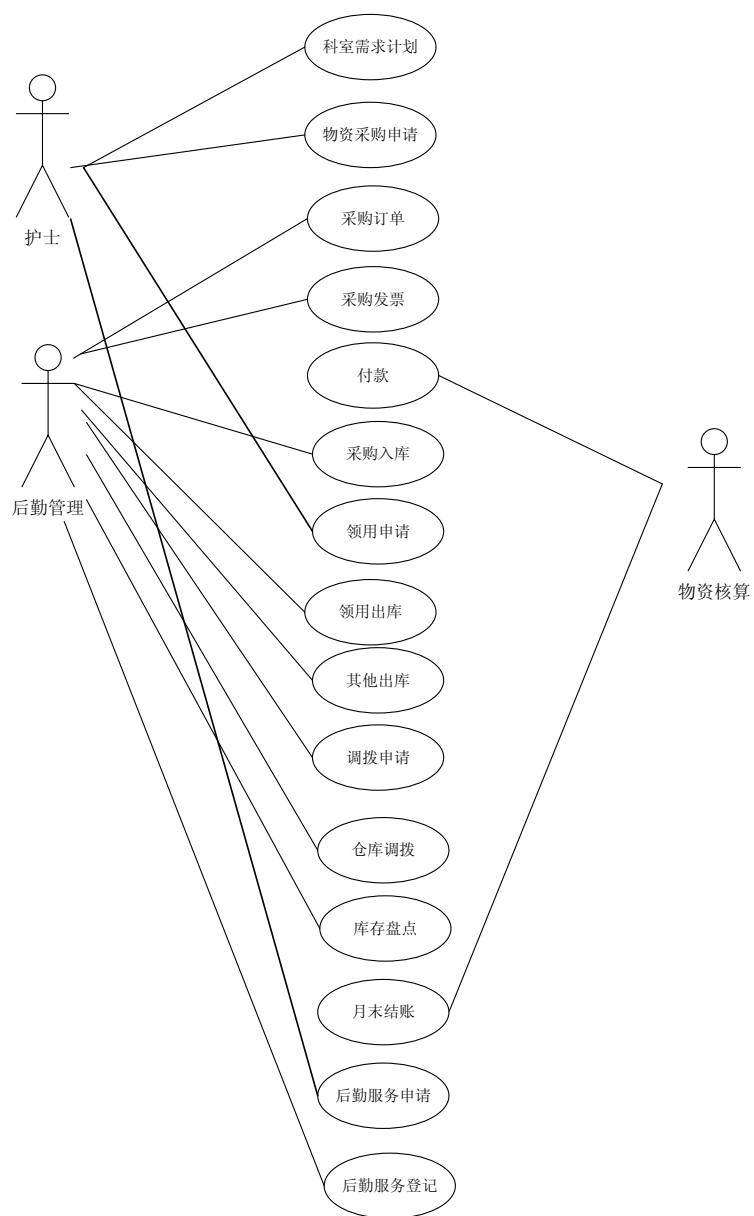 科室需求计划
物资采购申请
护士
采购订单
采购发票
付款
采购入库
后勤管理
领用申请
物资核算
领用出库
其他出库
调拨申请
仓库调拨
库存盘点
月末结账
后勤服务申请
后勤服务登记